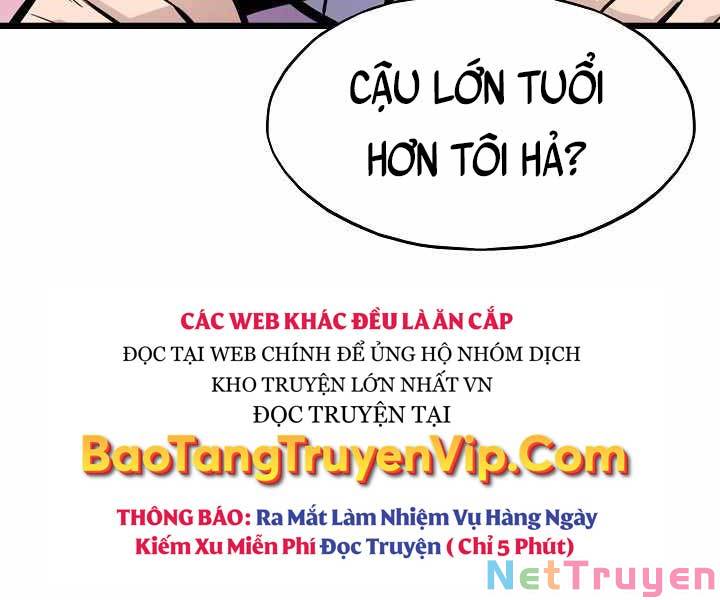 CẬU LỚN TUỔI
HƠN TÔI HẢ?
CÁC WEB KHÁC ĐỀU LÀ ĂN CẮP
ĐỌC TẠI WEB CHÍNH ĐỂ ỦNG HỘ NHÓM DỊCH
KHO TRUYỆN LỚN NHẤT VN
ĐỌC TRUYỆN TẠI
BaoTangTruyenVip.Com
THÔNG BÁO: Ra Mắt Làm Nhiệm Vụ Hàng Ngày
Kiếm Xu Miễn Phí Đọc Truyện ( Chỉ 5 Phút)
NetTruyen